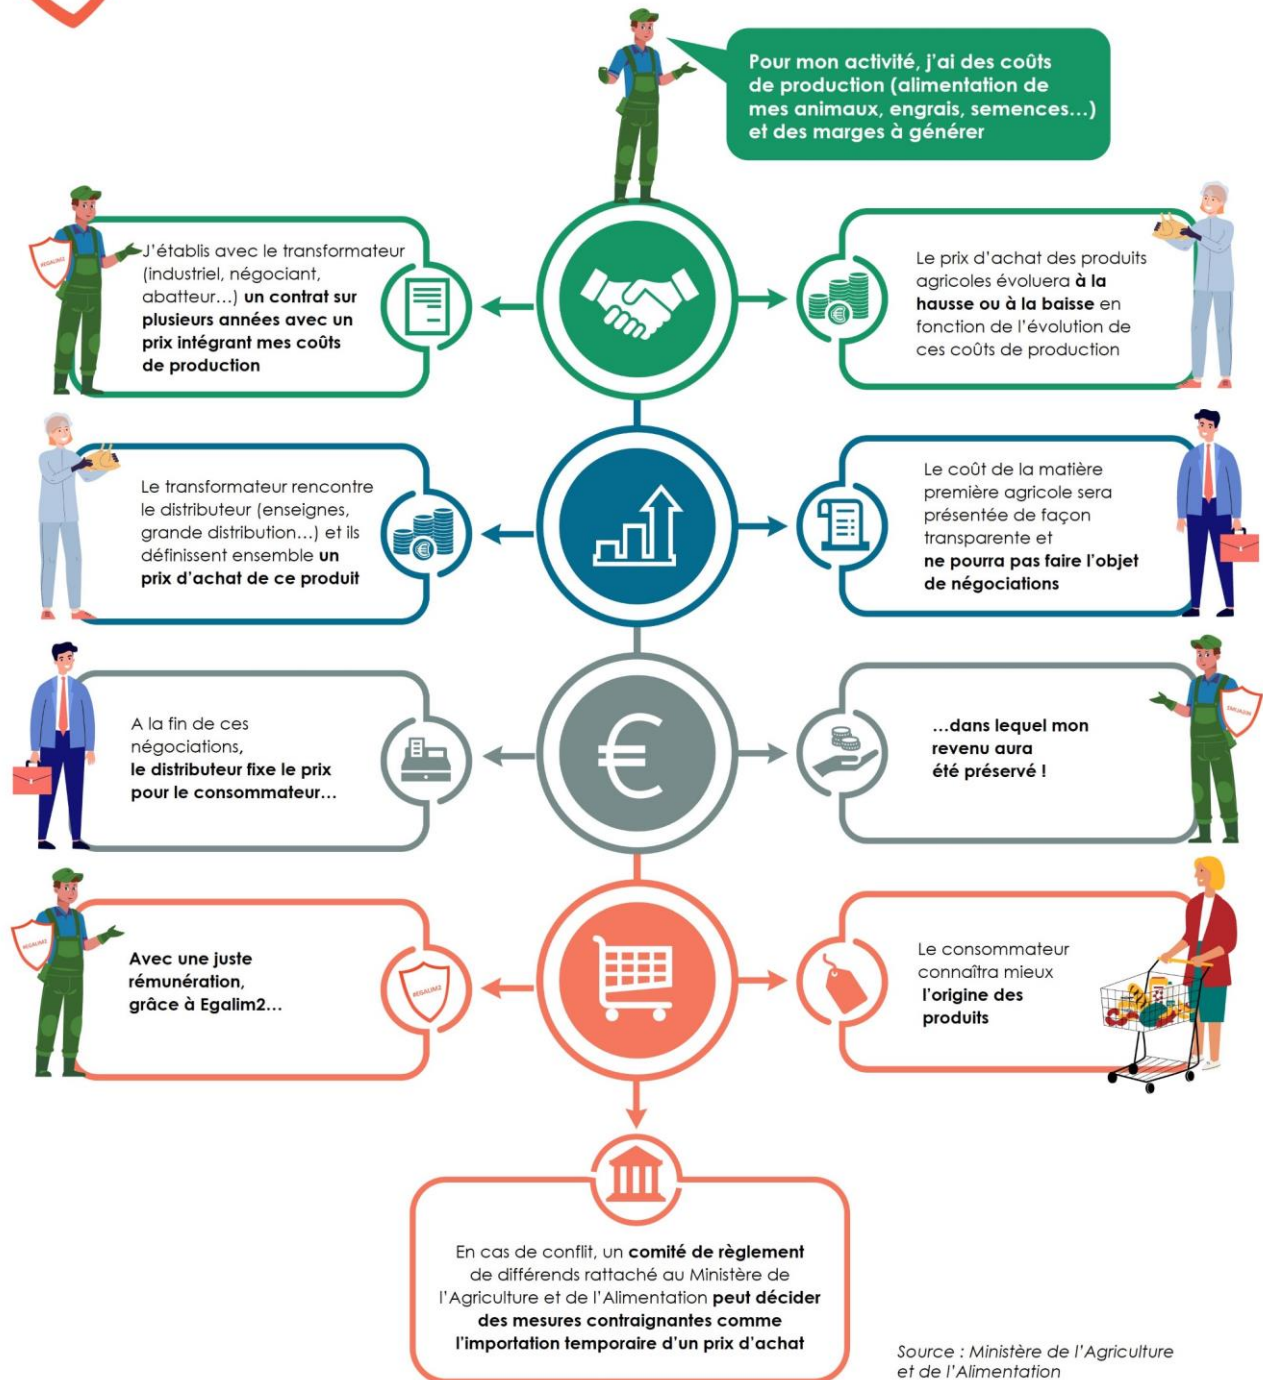 Pour mon activité, j'ai des coûts
de production (alimentation de
mes animaux, engrais, semences...)
et des marges à générer
#EGALIM2
J'établis avec le transformateur
(industriel, négociant,
abatteur...) un contrat sur
plusieurs années avec un
prix intégrant mes coûts
de production
Le prix d'achat des produits
agricoles évoluera à la
hausse ou à la baisse en
fonction de l'évolution de
ces coûts de production
Le transformateur rencontre
le distributeur (enseignes,
grande distribution...) et ils
définissent ensemble un
prix d'achat de ce produit
Le coût de la matière
première agricole sera
présentée de façon
transparente et
ne pourra pas faire l'objet
de négociations
A la fin de ces
négociations,
le distributeur fixe le prix
pour le consommateur...
€
...dans lequel mon
revenu aura
été préservé !
#EGALIM2
Avec une juste
rémunération,
grâce à Egalim2...
#EGALIM2
Le consommateur
connaîtra mieux
l'origine des
produits
En cas de conflit, un comité de règlement
de différends rattaché au Ministère de
l'Agriculture et de l'Alimentation peut décider
des mesures contraignantes comme
l'importation temporaire d'un prix d'achat
Source : Ministère de l'Agriculture
et de l'Alimentation